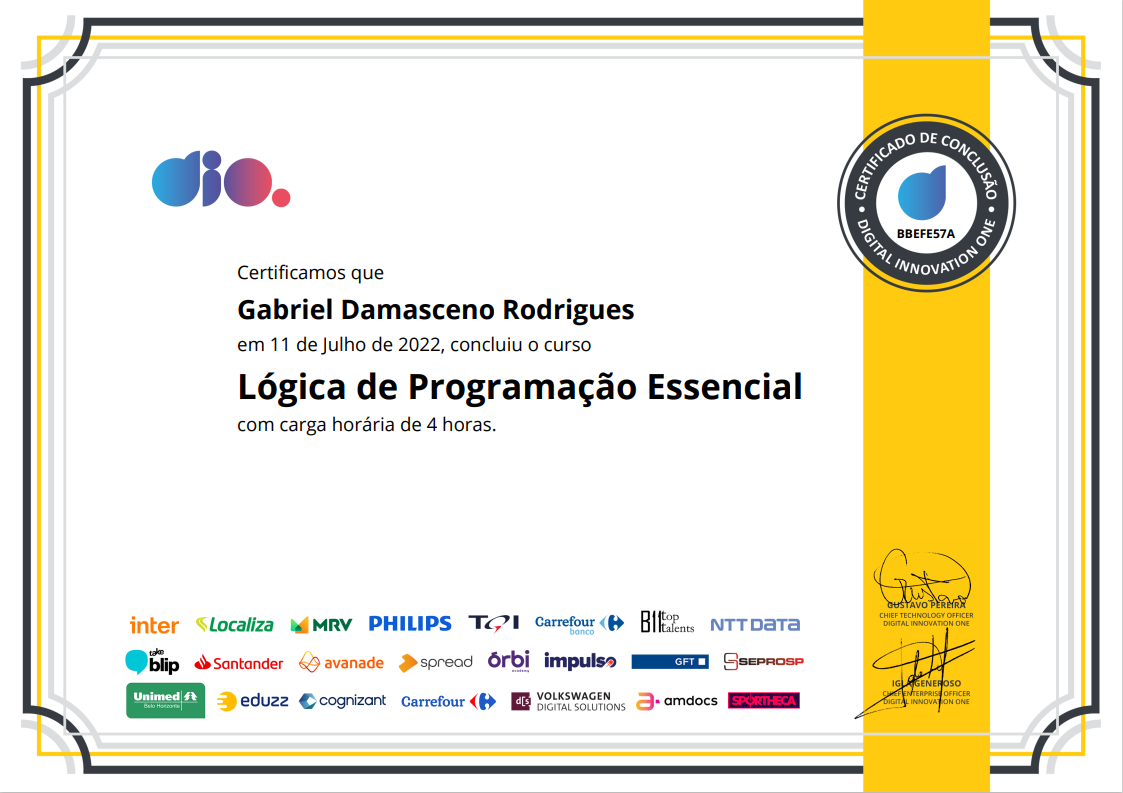 dio.
CERTIFICADO DE CONCLUSÃO
BBEFE57A
DIGITAL INNOVATION ONE
Certificamos que
Gabriel Damasceno Rodrigues
em 11 de Julho de 2022, concluiu o curso
Lógica de Programação Essencial
com carga horária de 4 horas.
Gustavo
GUSTAVO PEREIRA
CHIEF TECHNOLOGY OFFICER
DIGITAL INNOVATION ONE
inter Localiza MRV PHILIPS TQI Carrefour banco B11 top talents NTT DATA
take blip Santander avanade spread órbi academy impulso GFT SEPROSP
IGLÁ GENEROSO
CHIEF ENTERPRISE OFFICER
DIGITAL INNOVATION ONE
Unimed Belo Horizonte eduzz cognizant Carrefour d[s VOLKSWAGEN DIGITAL SOLUTIONS a amdocs SPORTHECA